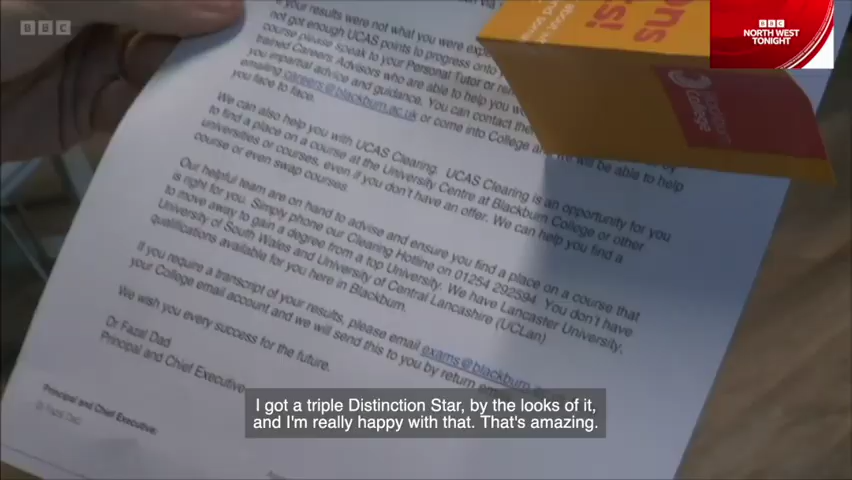 BBC
BBC
NORTH WEST
TONIGHT
your results were not what you were
not got enough UCAS points to progress onto
course please speak to your Personal Tutor or
trained Careers Advisors who are able to help you
you impartial advice and guidance. You can contact
emailing careers@blackburn.ac.uk or come into College and we will be able to help
you face to face.
We can also help you with UCAS Clearing. UCAS Clearing is an opportunity for you
to find a place on a course at the University Centre at Blackburn College or other
universities or courses, even if you don't have an offer. We can help you find a
course or even swap courses.
Our helpful team are on hand to advise and ensure you find a place on a course that
is right for you. Simply phone our Clearing Hotline on 01254 292594. You don't have
to move away to gain a degree from a top University. We have Lancaster University,
University of South Wales and University of Central Lancashire (UCLan)
qualifications available for you here in Blackburn.
If you require a transcript of your results, please email exams@blackburn
your College email account and we will send this to you by return
We wish you every success for the future.
Dr Fazal Dad
Principal and Chief Executive
Principal and Chief Executive:
Dr Fazal Dad
I got a triple Distinction Star, by the looks of it,
and I'm really happy with that. That's amazing.